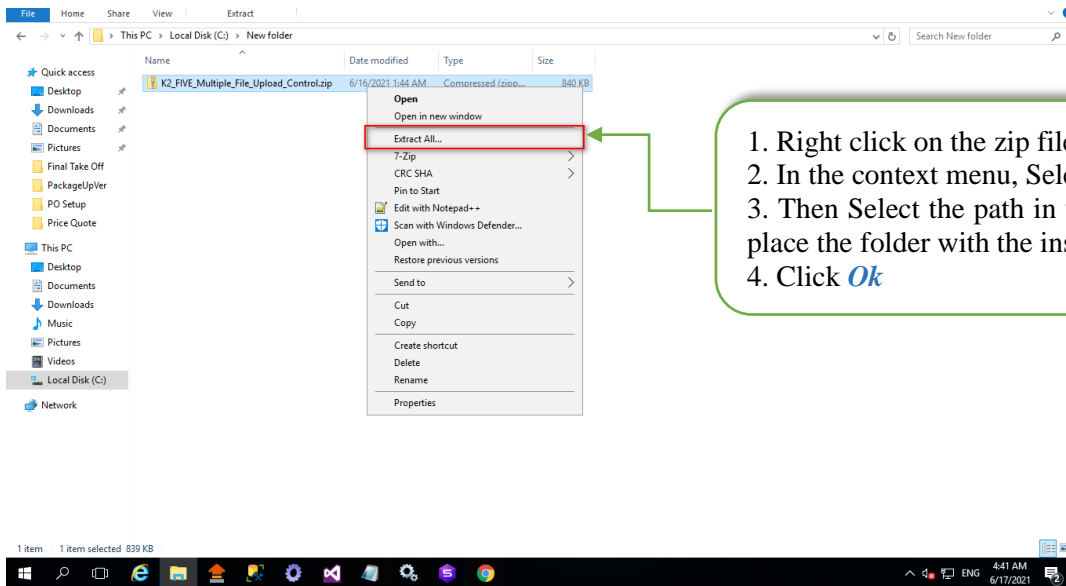 File Home Share View Extract
This PC > Local Disk (C:) > New folder
Search New folder
Name Date modified Type Size
K2_FIVE_Multiple_File_Upload_Control.zip 6/16/2021 1:44 AM Compressed (zipp... 840 KB
Quick access
Desktop
Downloads
Documents
Pictures
Final Take Off
PackageUpVer
PO Setup
Price Quote
This PC
Desktop
Documents
Downloads
Music
Pictures
Videos
Local Disk (C:)
Network
Open
Open in new window
Extract All...
7-Zip
CRC SHA
Pin to Start
Edit with Notepad++
Scan with Windows Defender...
Open with...
Restore previous versions
Send to
Cut
Copy
Create shortcut
Delete
Rename
Properties
1. Right click on the zip file
2. In the context menu, Sele
3. Then Select the path in
place the folder with the ins
4. Click Ok
1 item 1 item selected 839 KB
ENG
4:41 AM
6/17/2021